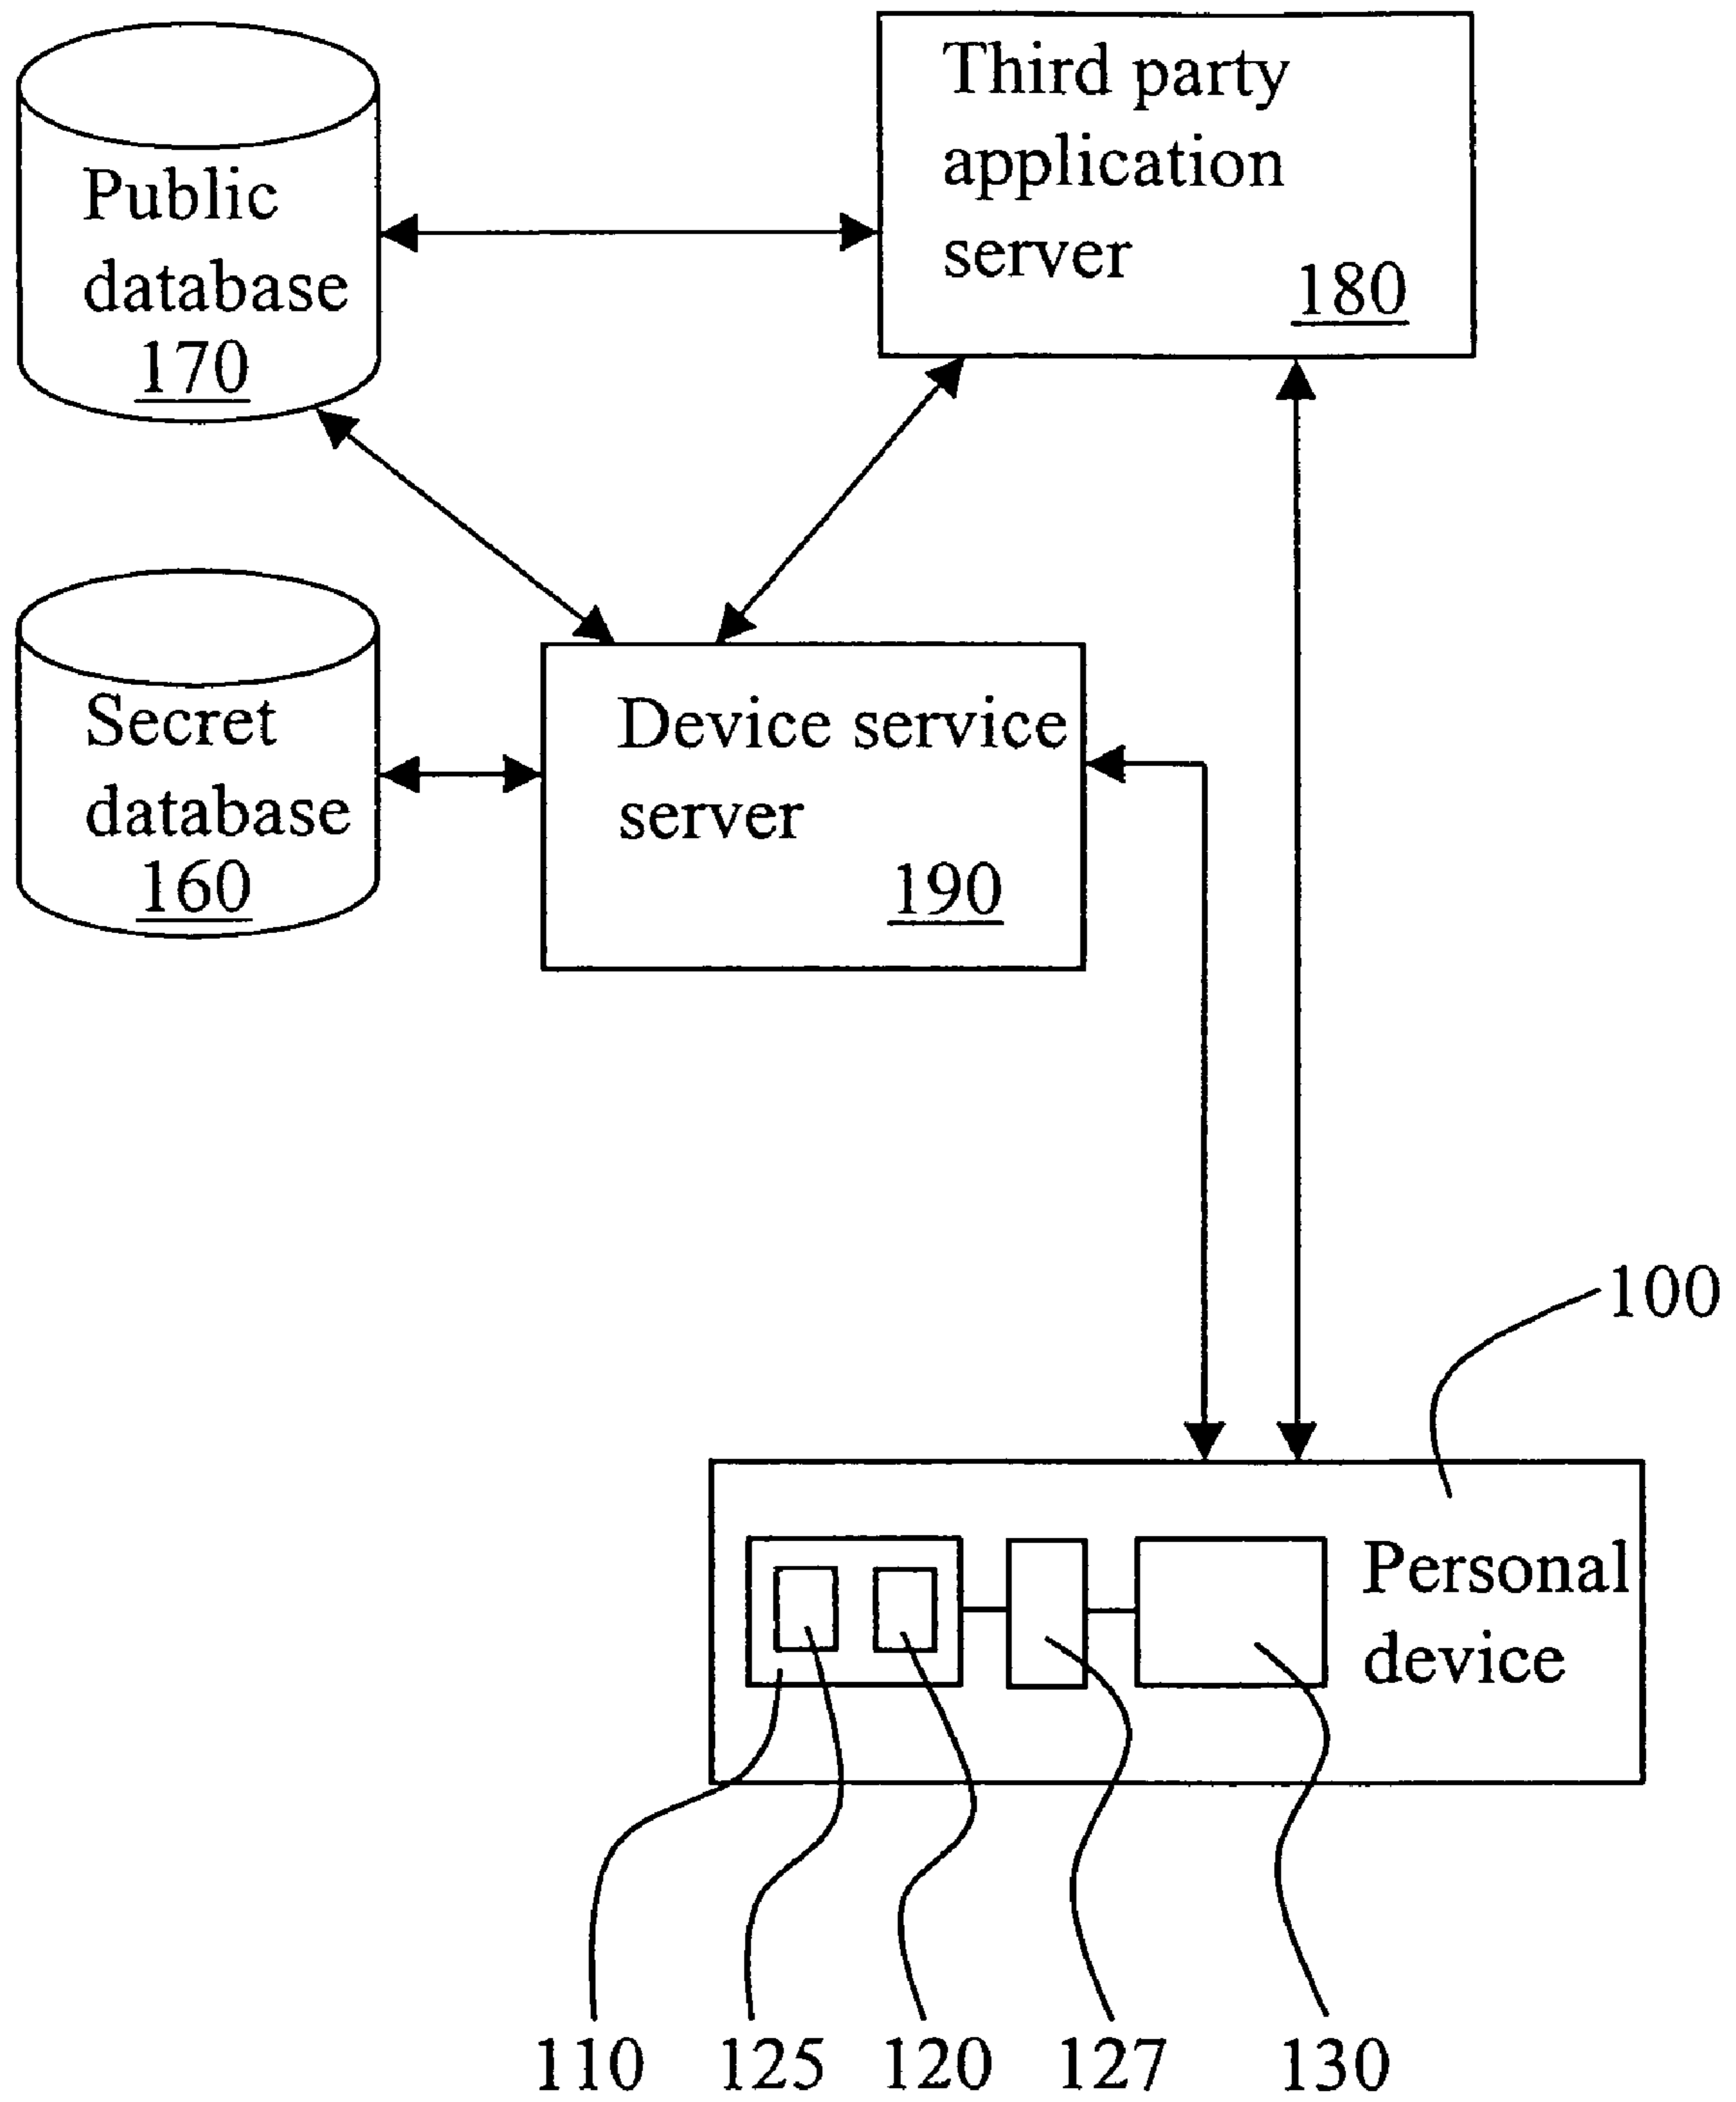 Third party
application
server
180
Public
database
170
Secret
database
160
Device service
server
190
100
Personal
device
110
125
120
127
130